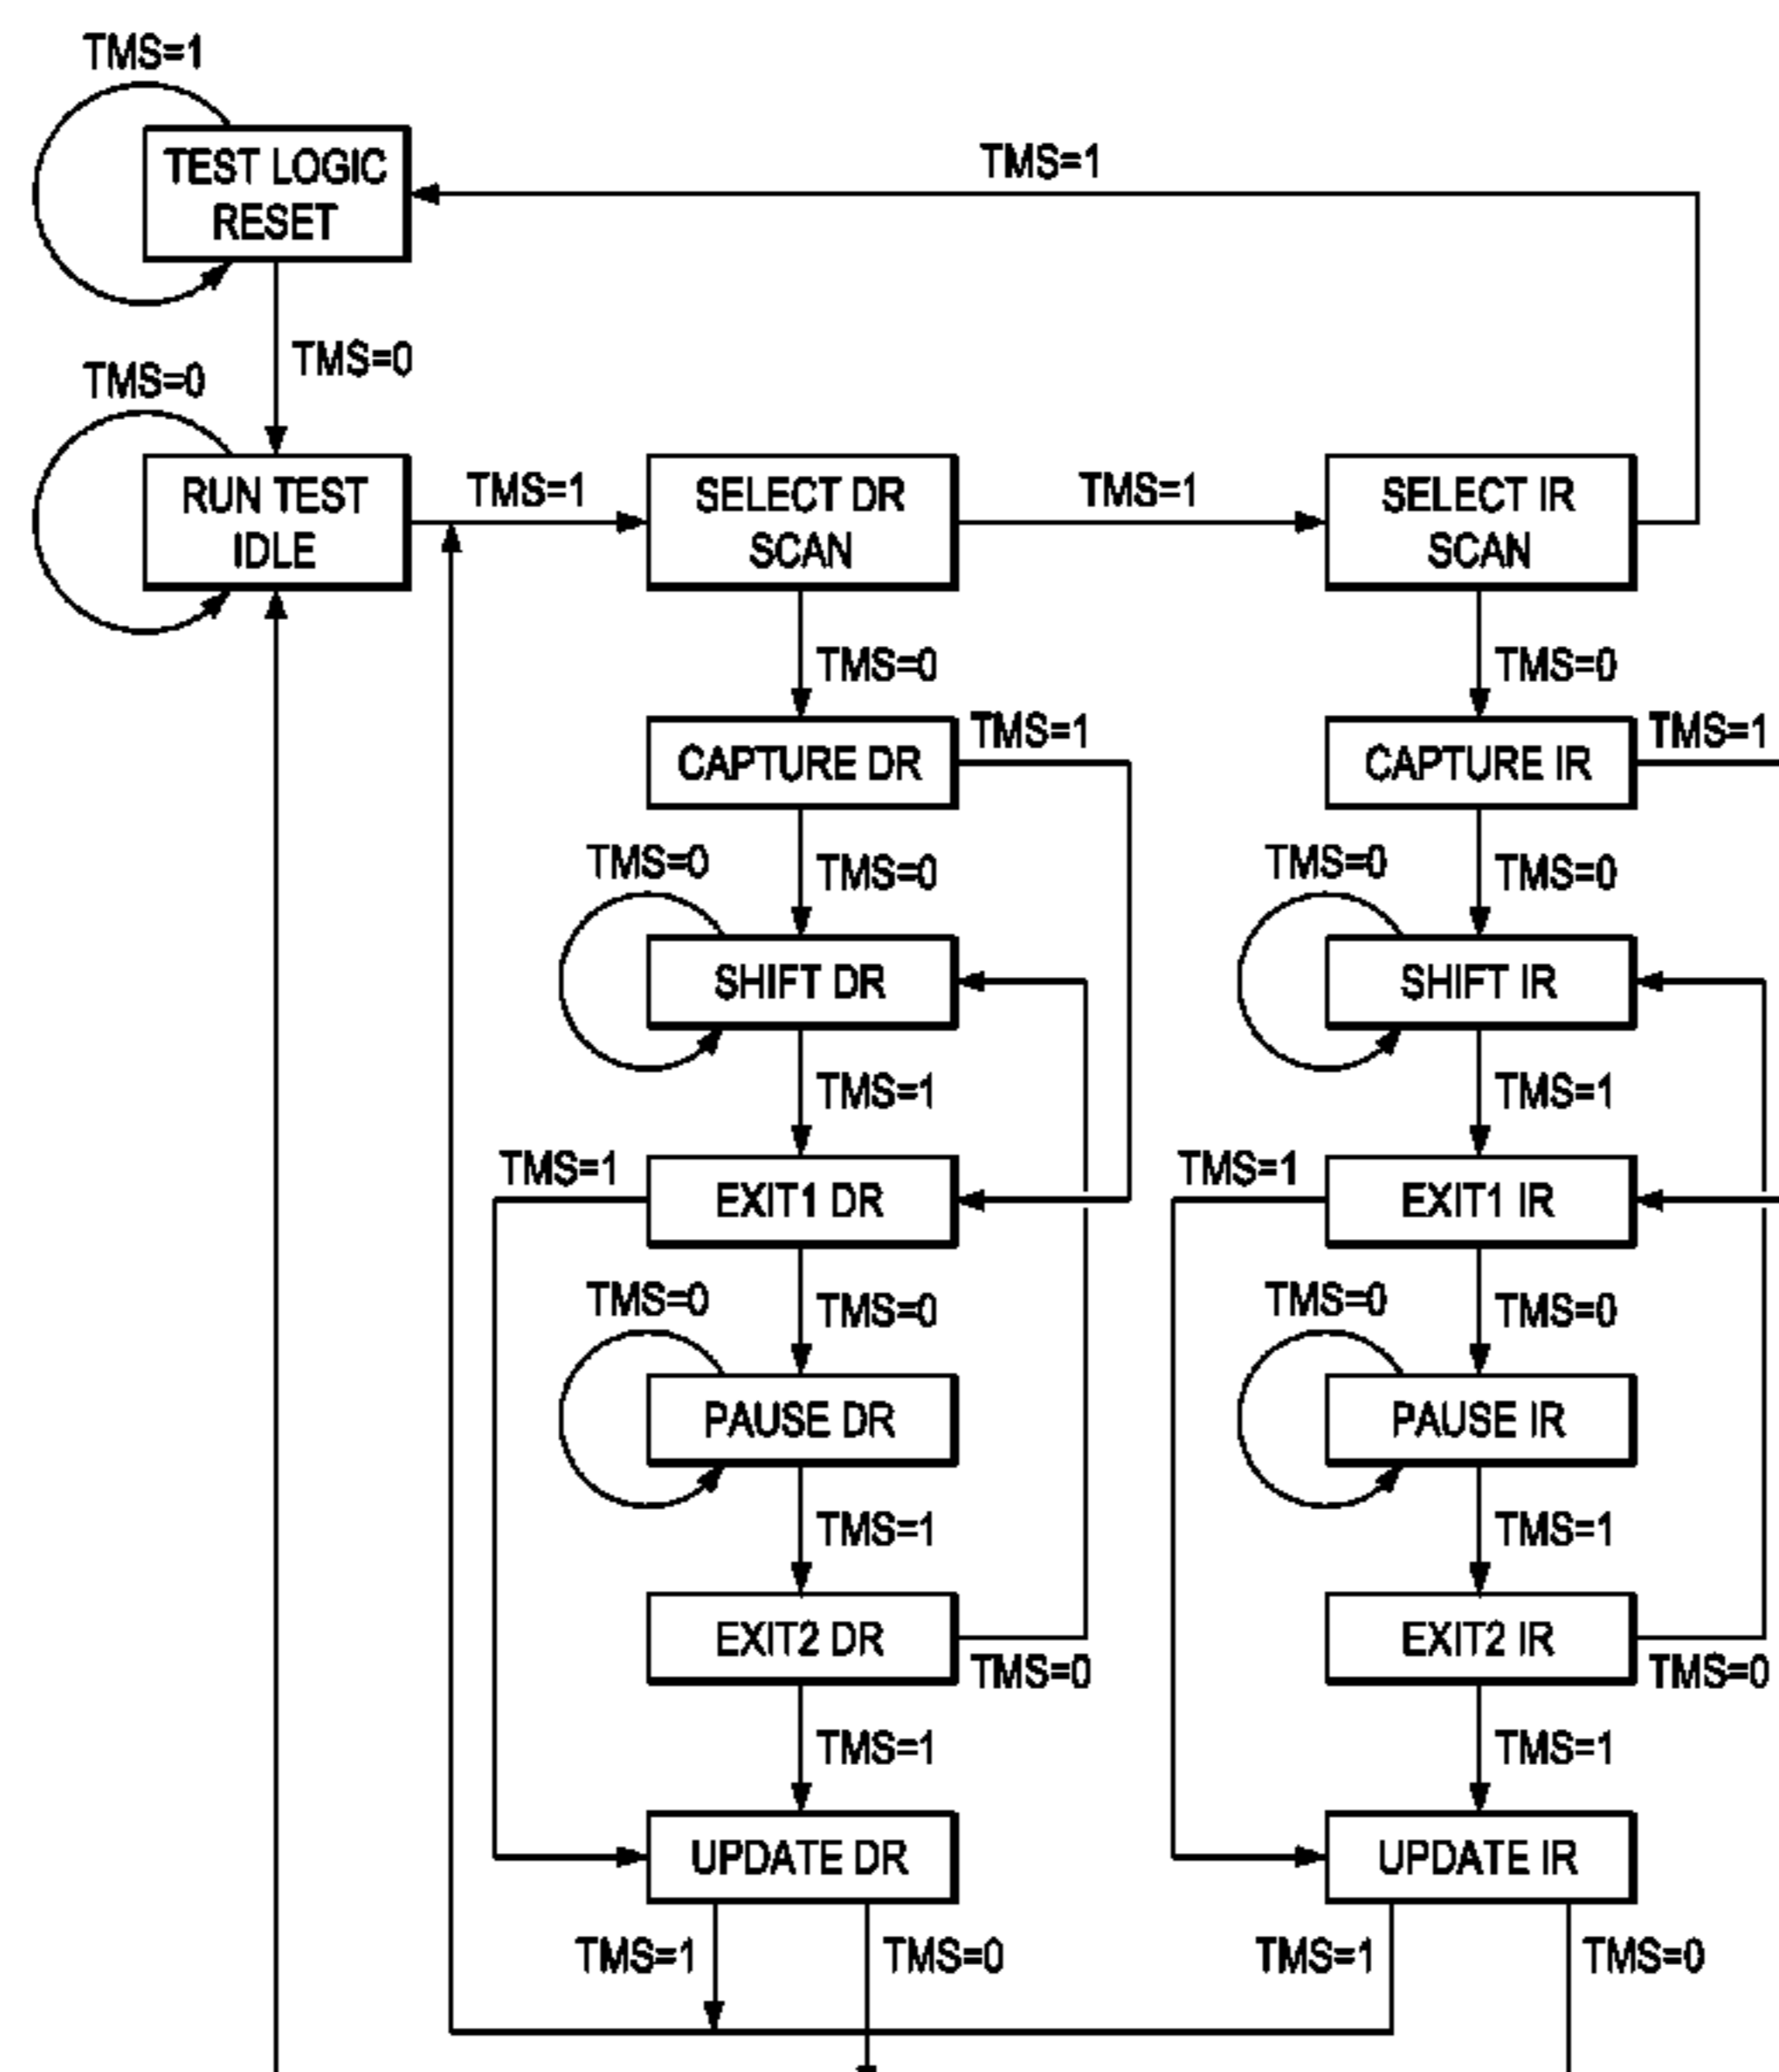 TMS=1
TEST LOGIC
RESET
TMS=1
TMS=0
TMS=0
RUN TEST
IDLE
TMS=1
SELECT DR
SCAN
TMS=1
SELECT IR
SCAN
TMS=0
TMS=0
CAPTURE DR
TMS=1
CAPTURE IR
TMS=1
TMS=0
TMS=0
TMS=0
TMS=0
SHIFT DR
SHIFT IR
TMS=1
TMS=1
TMS=1
EXIT1 DR
TMS=1
EXIT1 IR
TMS=0
TMS=0
TMS=0
TMS=0
PAUSE DR
PAUSE IR
TMS=1
TMS=1
EXIT2 DR
TMS=0
EXIT2 IR
TMS=0
TMS=1
TMS=1
UPDATE DR
UPDATE IR
TMS=1
TMS=0
TMS=1
TMS=0